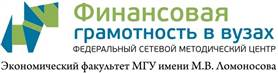 Финансовая
грамотность в вузах
ФЕДЕРАЛЬНЫЙ СЕТЕВОЙ МЕТОДИЧЕСКИЙ ЦЕНТР
Экономический факультет МГУ имени М.В. Ломоносова